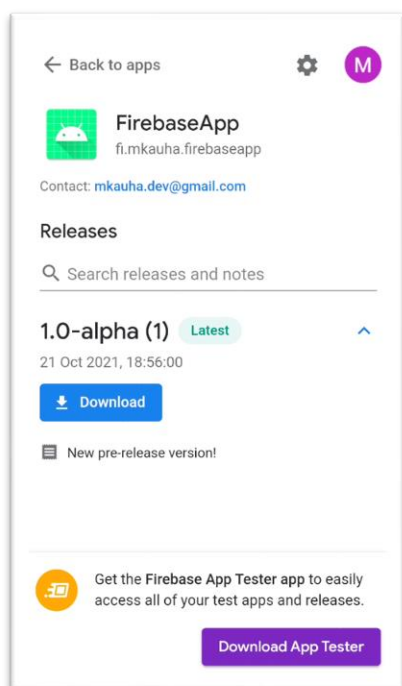 Back to apps
M
FirebaseApp
fi.mkauha.firebaseapp
Contact: mkauha.dev@gmail.com
Releases
Search releases and notes
1.0-alpha (1) Latest
21 Oct 2021, 18:56:00
Download
New pre-release version!
Get the Firebase App Tester app to easily
access all of your test apps and releases.
Download App Tester